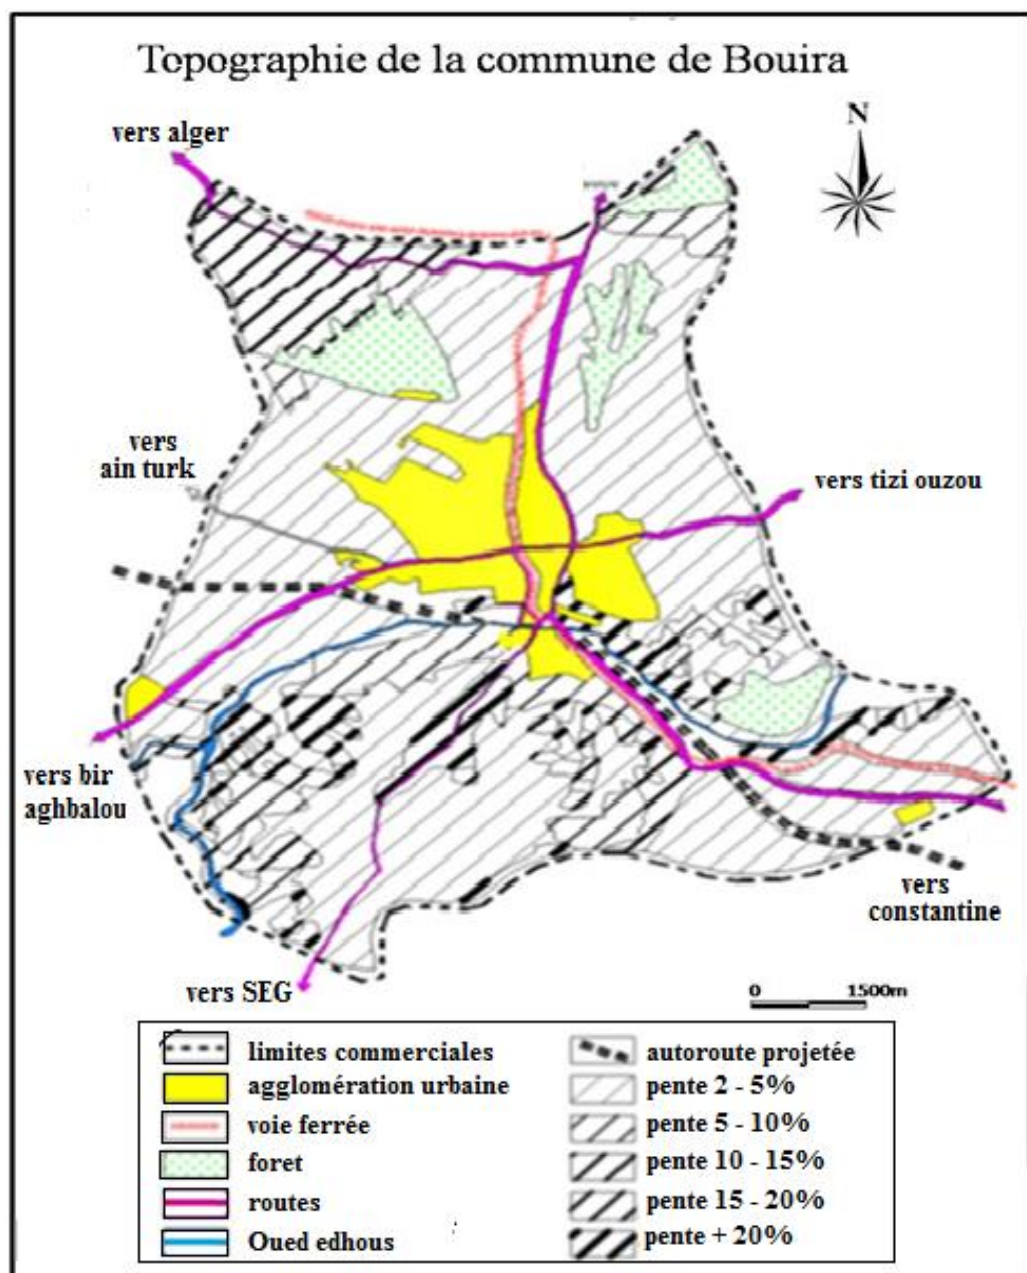 Topographie de la commune de Bouira
vers alger
N
vers
ain turk
vers tizi ouzou
vers bir
aghbalou
vers
constantine
vers SEG
0 1500m
limites commerciales
agglomération urbaine
voie ferrée
foret
routes
Oued edhous
autoroute projetée
pente 2 - 5%
pente 5 - 10%
pente 10 - 15%
pente 15 - 20%
pente + 20%